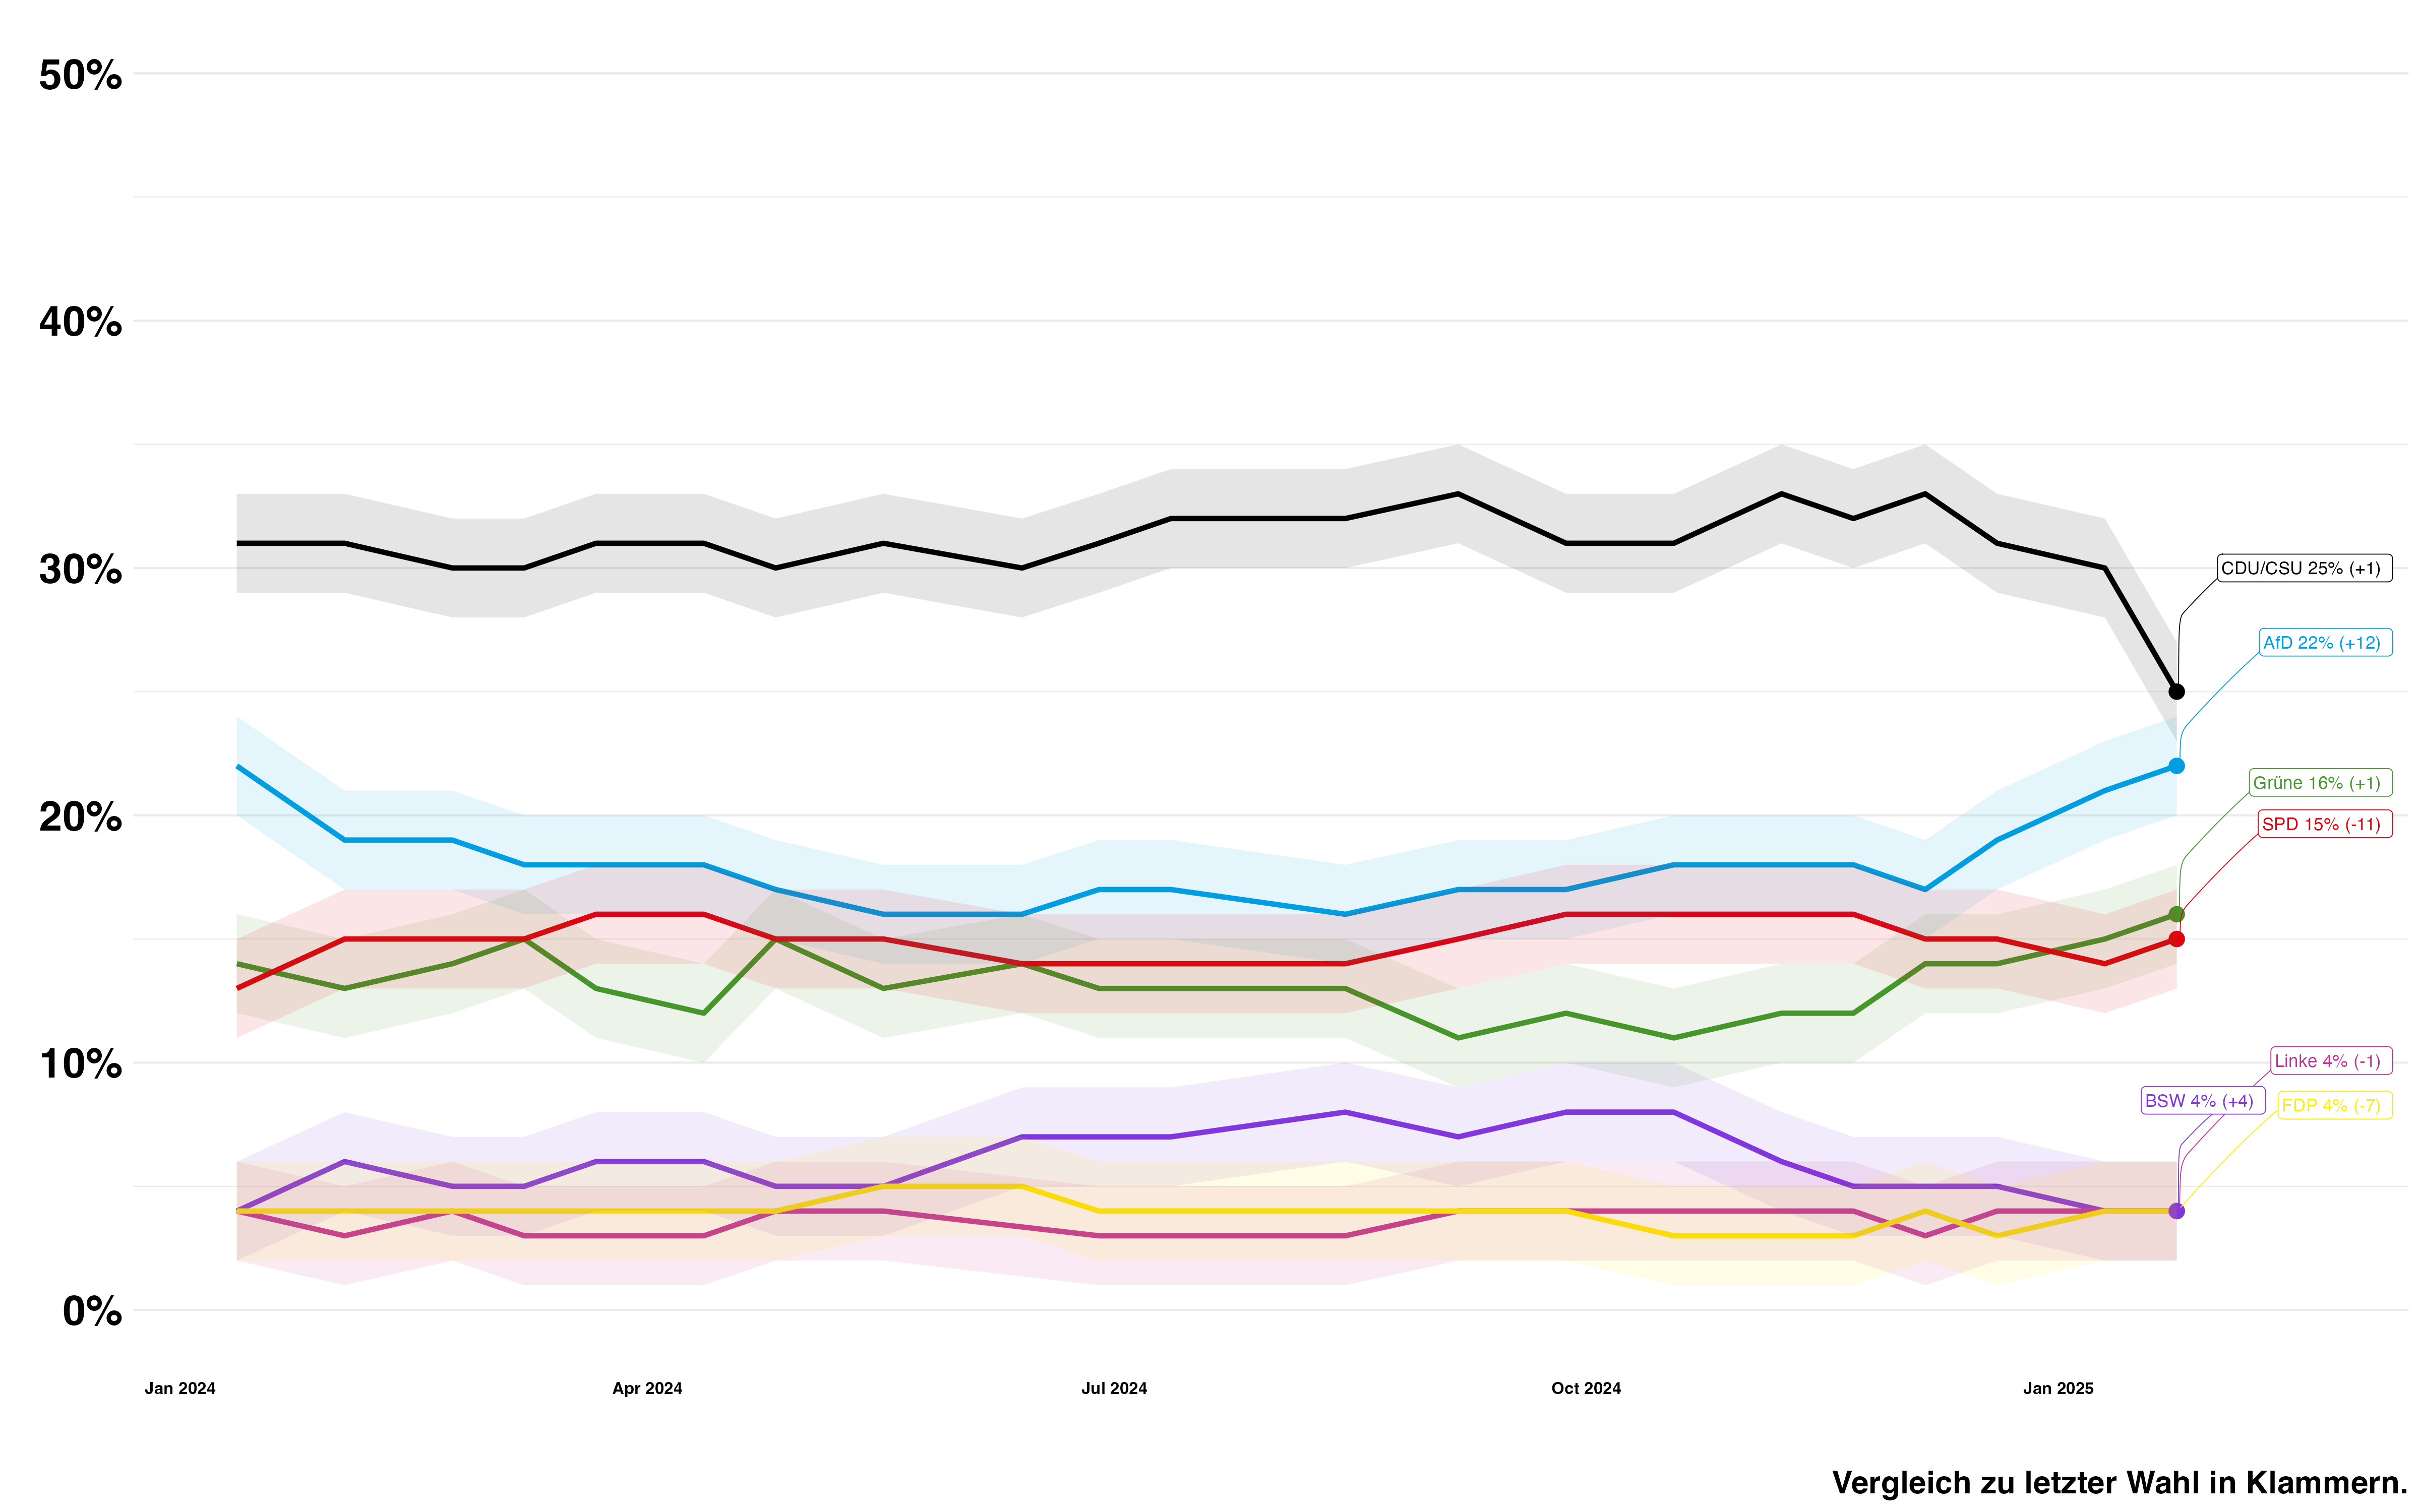 50%
40%
30%
20%
10%
0%
CDU/CSU 25% (+1)
AfD 22% (+12)
Grüne 16% (+1)
SPD 15% (-11)
Linke 4% (-1)
BSW 4% (+4)
FDP 4% (-7)
Jan 2024
Apr 2024
Jul 2024
Oct 2024
Jan 2025
Vergleich zu letzter Wahl in Klammern.